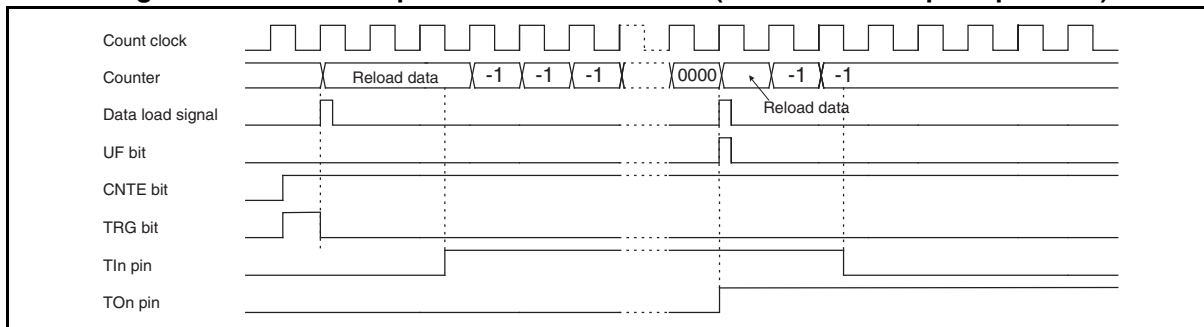 Count clock
Counter Reload data -1 -1 -1 0000 -1 -1
Reload data
Data load signal
UF bit
CNTE bit
TRG bit
TIn pin
TOn pin